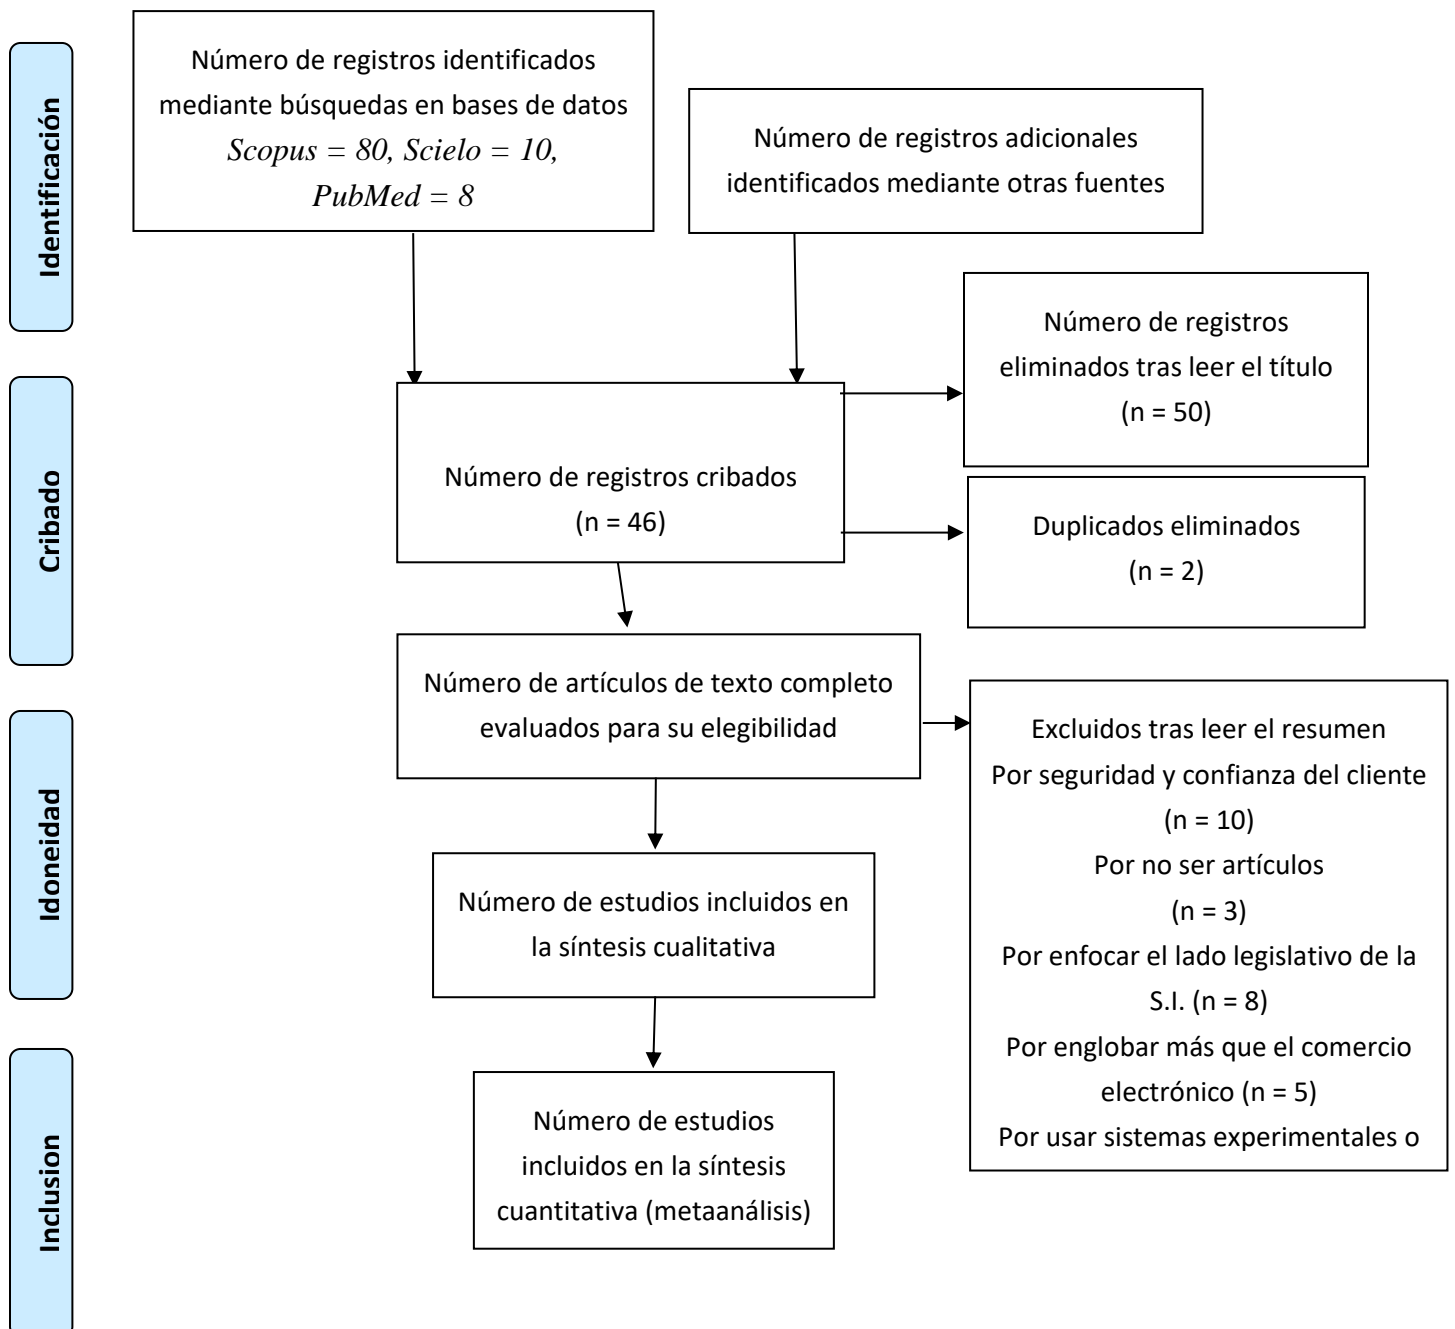 Identificación
Número de registros identificados
mediante búsquedas en bases de datos
Scopus = 80, Scielo = 10,
PubMed = 8
Número de registros adicionales
identificados mediante otras fuentes
Número de registros
eliminados tras leer el título
(n = 50)
Cribado
Número de registros cribados
(n = 46)
Duplicados eliminados
(n = 2)
Idoneidad
Número de artículos de texto completo
evaluados para su elegibilidad
Excluidos tras leer el resumen
Por seguridad y confianza del cliente
(n = 10)
Por no ser artículos
(n = 3)
Por enfocar el lado legislativo de la
S.I. (n = 8)
Por englobar más que el comercio
electrónico (n = 5)
Por usar sistemas experimentales o
Número de estudios incluidos en
la síntesis cualitativa
Inclusion
Número de estudios
incluidos en la síntesis
cuantitativa (metaanálisis)